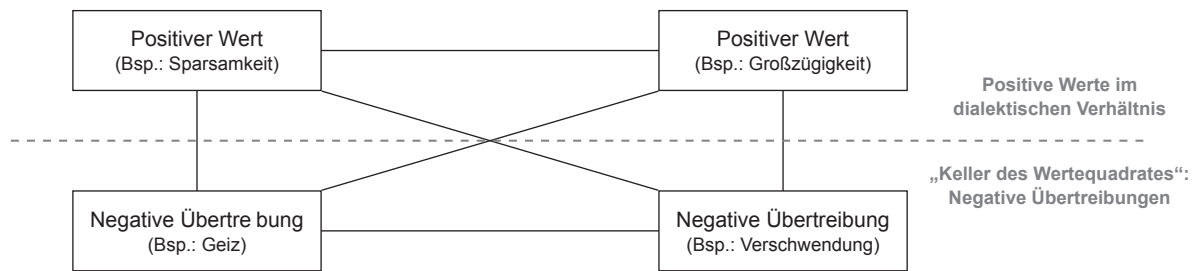 Positiver Wert
(Bsp.: Sparsamkeit)
Positiver Wert
(Bsp.: Großzügigkeit)
Positive Werte im
dialektischen Verhältnis
„Keller des Wertequadrates“:
Negative Übertreibungen
Negative Übertre bung
(Bsp.: Geiz)
Negative Übertreibung
(Bsp.: Verschwendung)